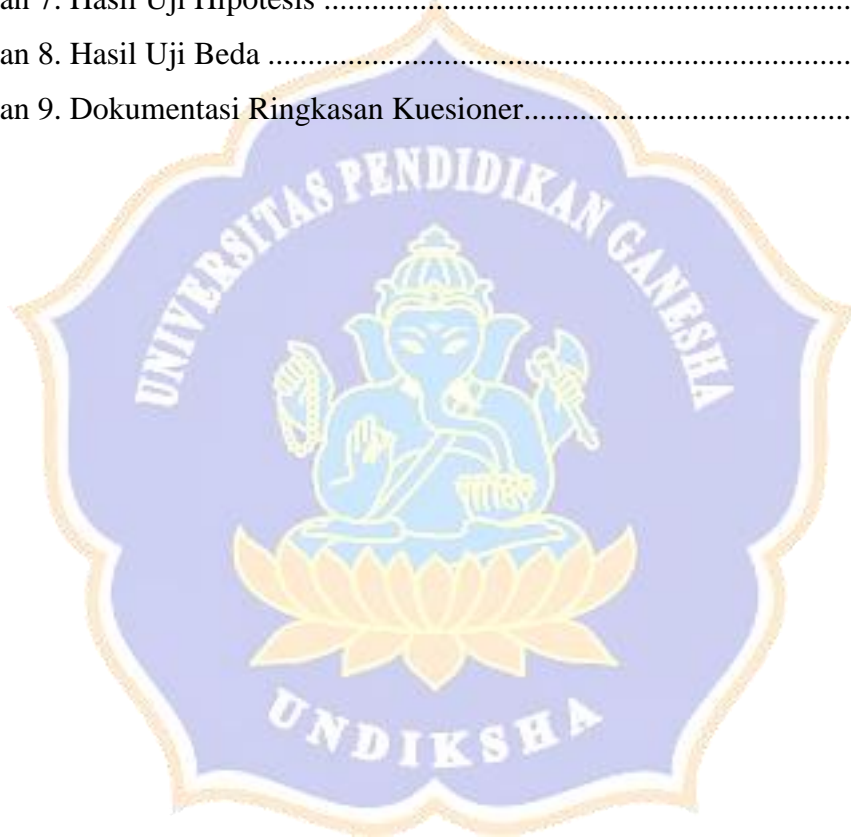 an 7. Hasil Uji Hipotesis ..................................................................
an 8. Hasil Uji Beda .........................................................................
an 9. Dokumentasi Ringkasan Kuesioner.........................................
UNIVERSITAS PENDIDIKAN GANESHA
UNDIKSHA